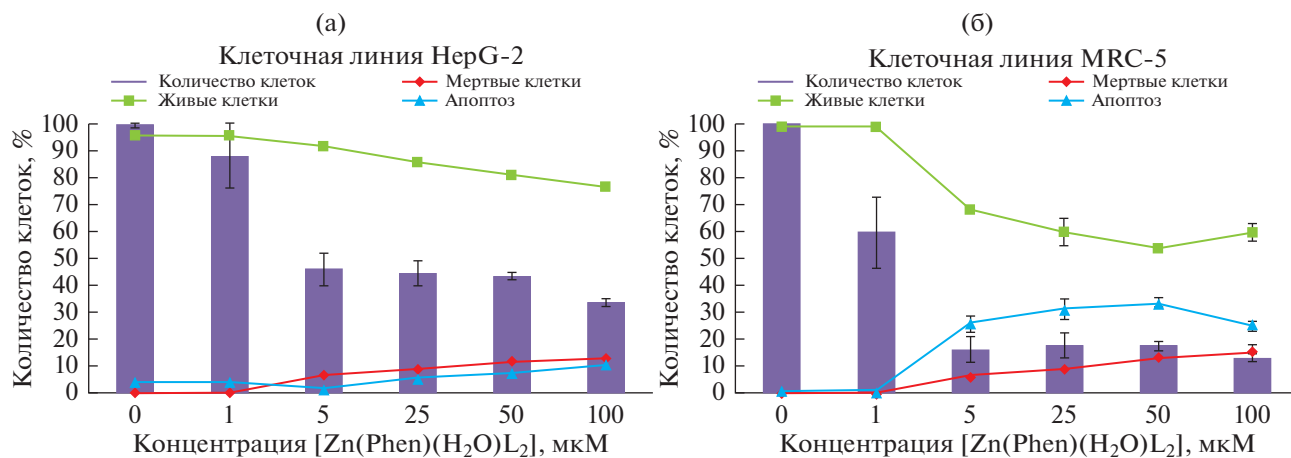 (а)
Клеточная линия HepG-2
Количество клеток
Мертвые клетки
Живые клетки
Апоптоз
Количество клеток, %
100
90
80
70
60
50
40
30
20
10
0
0 1 5 25 50 100
Концентрация [Zn(Phen)(H₂O)L₂], мкМ
(б)
Клеточная линия MRC-5
Количество клеток
Мертвые клетки
Живые клетки
Апоптоз
Количество клеток, %
100
90
80
70
60
50
40
30
20
10
0
0 1 5 25 50 100
Концентрация [Zn(Phen)(H₂O)L₂], мкМ